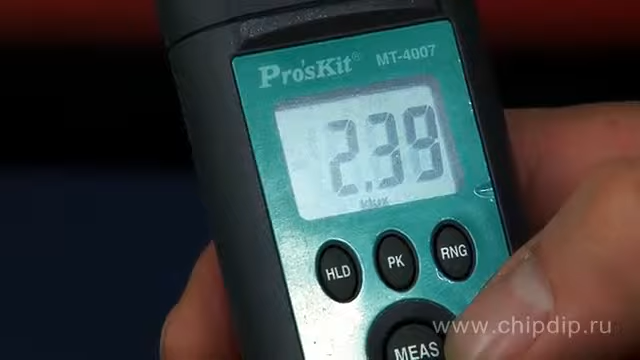 Pro'sKit® MT-4007
2.38
HLD PK RNG
MEAS
www.chipdip.ru